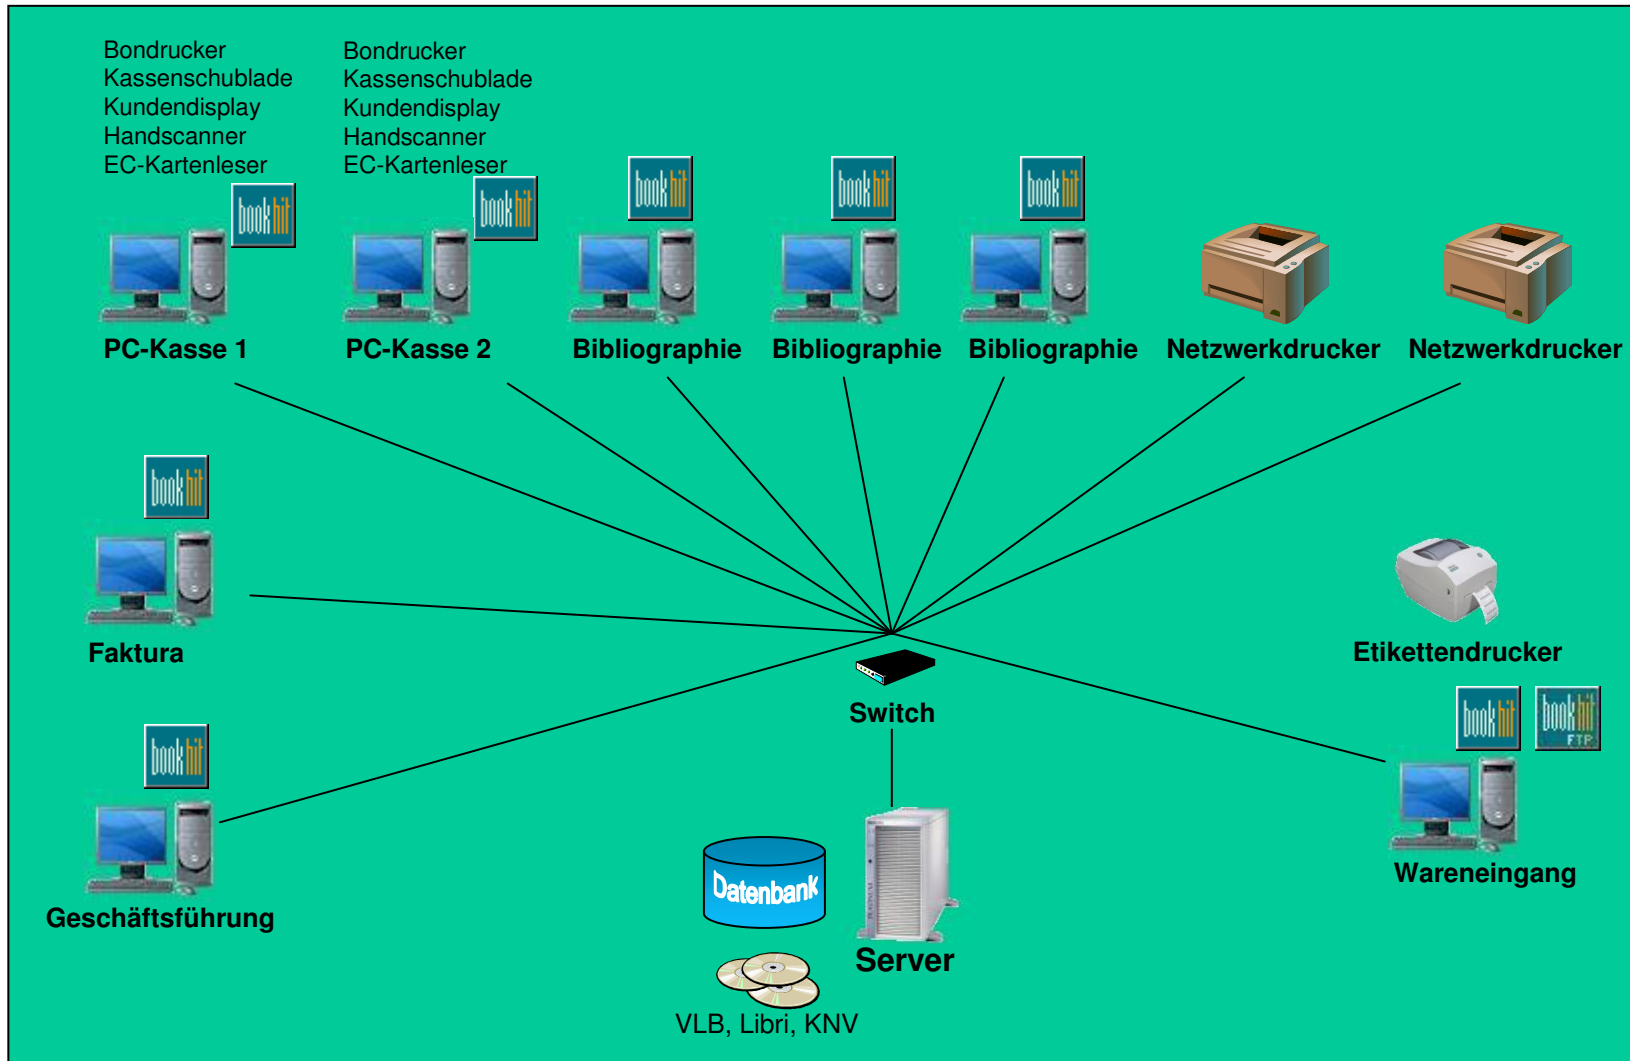 Bondrucker
Kassenschublade
Kundendisplay
Handscanner
EC-Kartenleser
Bondrucker
Kassenschublade
Kundendisplay
Handscanner
EC-Kartenleser
book hit
book hit
book hit
book hit
book hit
PC-Kasse 1
PC-Kasse 2
Bibliographie
Bibliographie
Bibliographie
Netzwerkdrucker
Netzwerkdrucker
book hit
Faktura
Etikettendrucker
Switch
book hit
book hit
book hit
FTP
Geschäftsführung
Wareneingang
Datenbank
Server
VLB, Libri, KNV